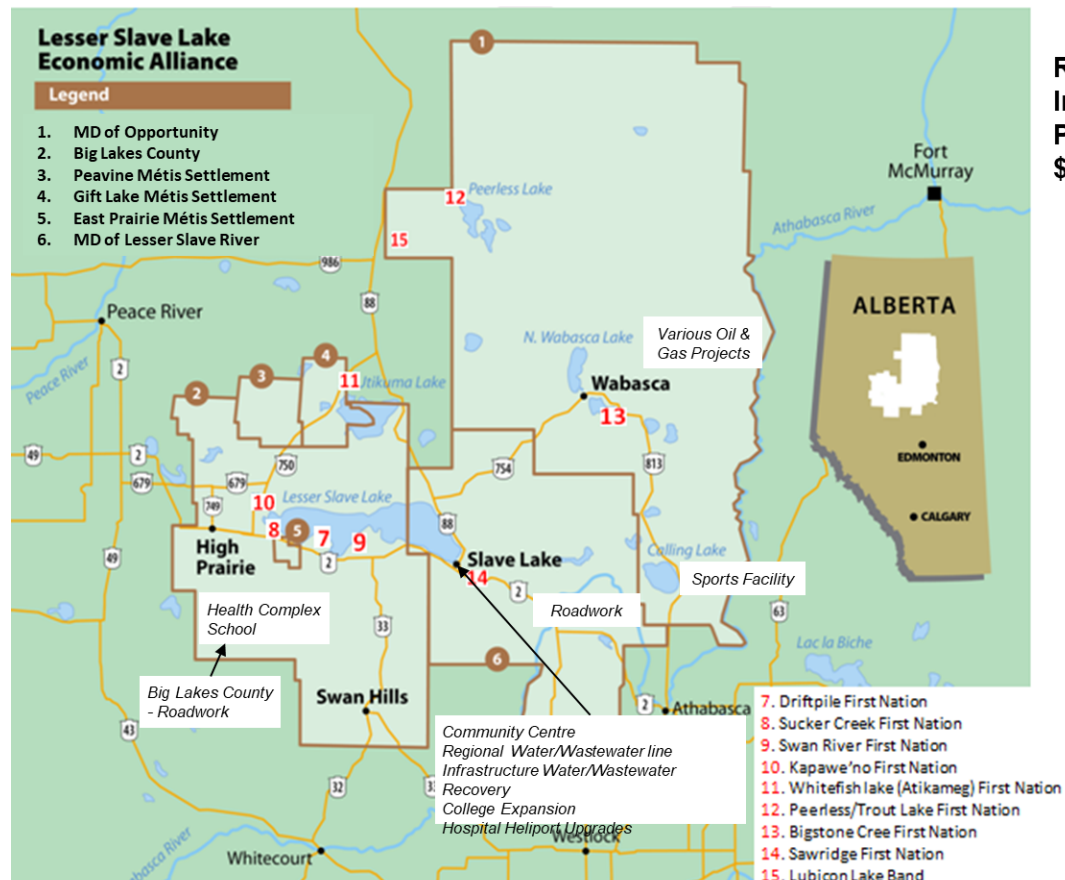 Lesser Slave Lake
Economic Alliance
Legend
1. MD of Opportunity
2. Big Lakes County
3. Peavine Métis Settlement
4. Gift Lake Métis Settlement
5. East Prairie Métis Settlement
6. MD of Lesser Slave River
R
In
P
$
1
Fort
McMurray
12
Peerless Lake
15
Athabasca River
986
88
Peace River
Peace River
2
ALBERTA
EDMONTON
CALGARY
N. Wabasca Lake
Various Oil &
Gas Projects
Wabasca
13
4
3
2
11
Utikuma Lake
49
2
679
679
750
754
813
749
10
Lesser Slave Lake
8
5
7
9
2
88
High
Prairie
Slave Lake
14
2
Calling Lake
Sports Facility
Roadwork
49
33
63
Health Complex
School
Lac la Biche
6
Big Lakes County
- Roadwork
Swan Hills
2
Athabasca
43
32
Community Centre
Regional Water/Wastewater line
Infrastructure Water/Wastewater
Recovery
College Expansion
Hospital Heliport Upgrades
Westlock
Whitecourt
7. Driftpile First Nation
8. Sucker Creek First Nation
9. Swan River First Nation
10. Kapawe'no First Nation
11. Whitefish lake (Atikameg) First Nation
12. Peerless/Trout Lake First Nation
13. Bigstone Cree First Nation
14. Sawridge First Nation
15. Lubicon Lake Band